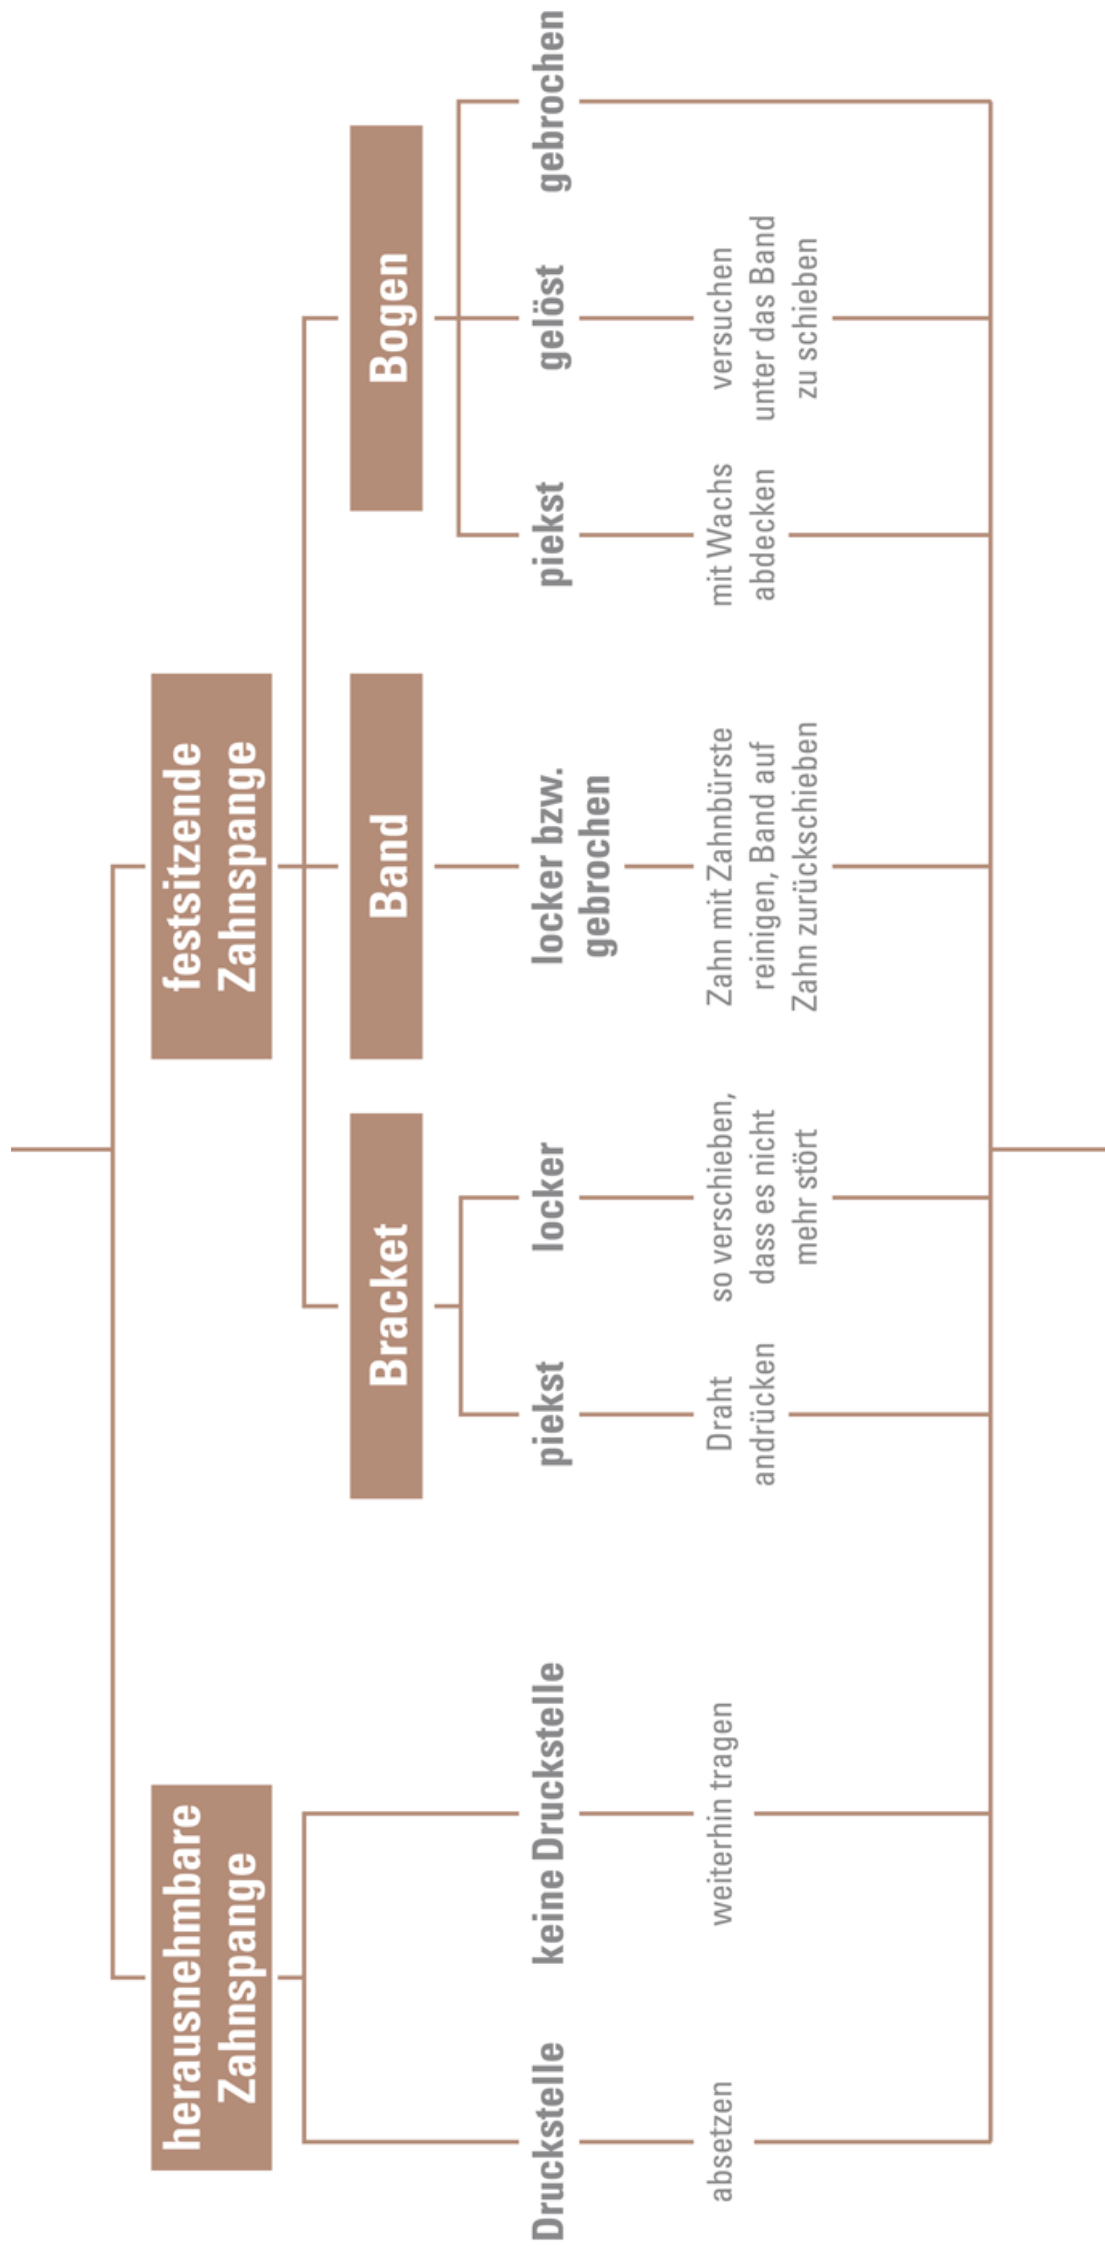 herausnehmbare
Zahnspange
festsitzende
Zahnspange
Bracket
Band
Bogen
Druckstelle
keine Druckstelle
piekst
locker
locker bzw.
gebrochen
piekst
gelöst
gebrochen
absetzen
weiterhin tragen
Draht
andrücken
so verschieben,
dass es nicht
mehr stört
Zahn mit Zahnbürste
reinigen, Band auf
Zahn zurückschieben
mit Wachs
abdecken
versuchen
unter das Band
zu schieben